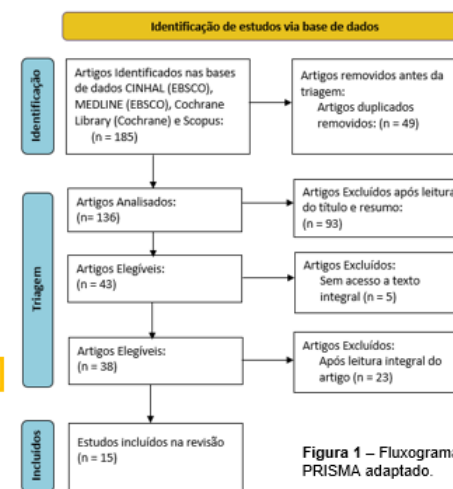 Identificação de estudos via base de dados
Identificação
Artigos Identificados nas bases
de dados CINHAL (EBSCO),
MEDLINE (EBSCO), Cochrane
Library (Cochrane) e Scopus:
(n = 185)
Artigos removidos antes da
triagem:
Artigos duplicados
removidos: (n = 49)
Triagem
Artigos Analisados:
(n= 136)
Artigos Excluídos após leitura
do título e resumo:
(n = 93)
Artigos Elegíveis:
(n = 43)
Artigos Excluídos:
Sem acesso a texto
integral (n = 5)
Artigos Elegíveis:
(n = 38)
Artigos Excluídos:
Após leitura integral do
artigo (n = 23)
Incluídos
Estudos incluídos na revisão
(n = 15)
Figura 1 – Fluxograma
PRISMA adaptado.